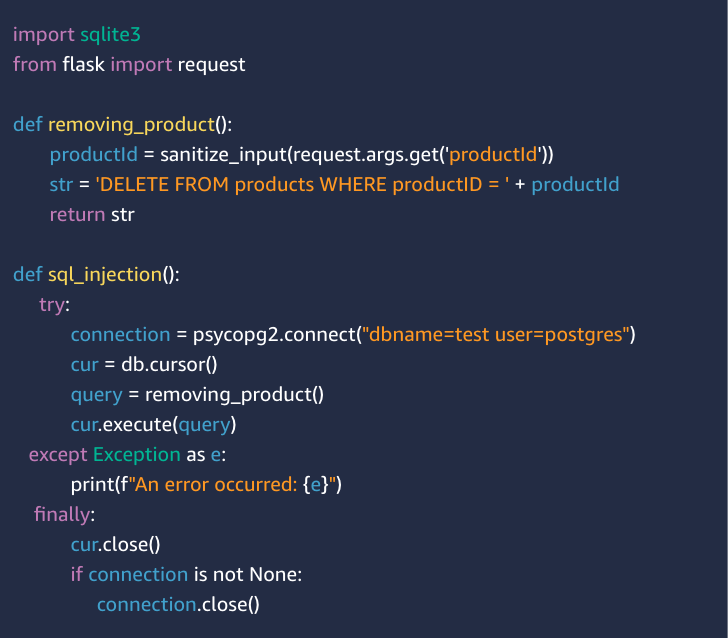 import sqlite3
from flask import request
def removing_product():
productId = sanitize_input(request.args.get('productId'))
str = 'DELETE FROM products WHERE productID = ' + productId
return str
def sql_injection():
try:
connection = psycopg2.connect("dbname=test user=postgres")
cur = db.cursor()
query = removing_product()
cur.execute(query)
except Exception as e:
print(f"An error occurred: {e}")
finally:
cur.close()
if connection is not None:
connection.close()